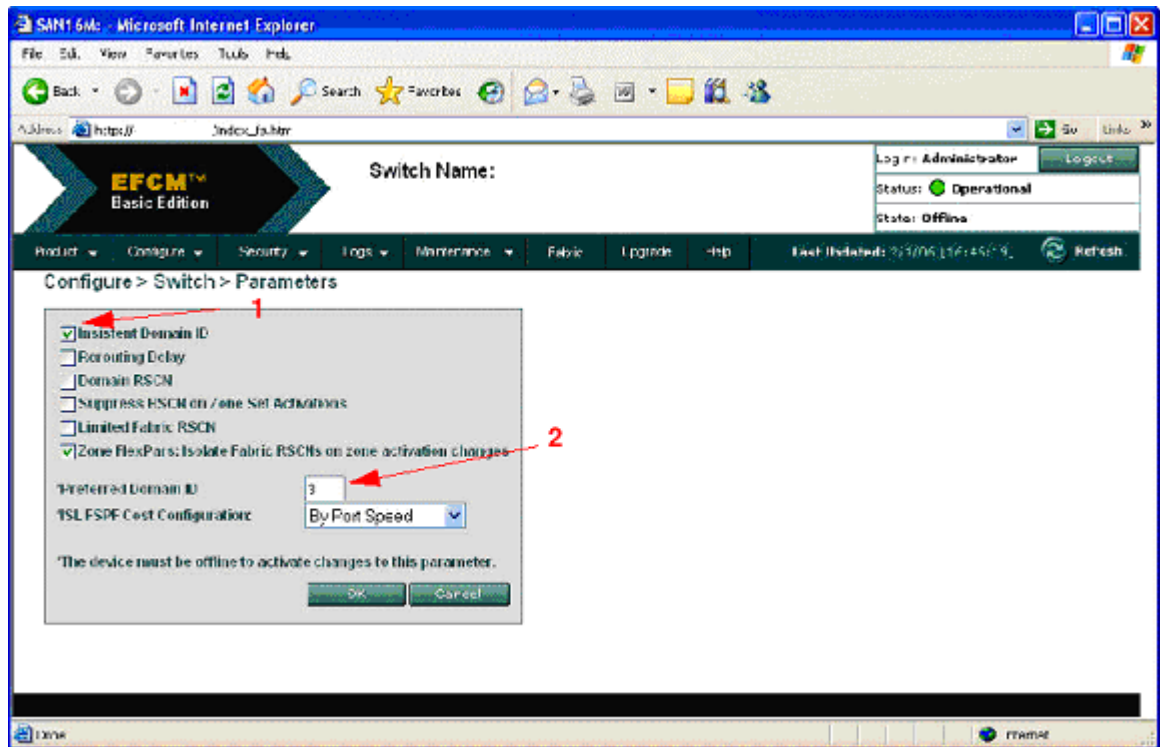 SAN16M: - Microsoft Internet Explorer
File Edit View Favorites Tools Help
Back Search Favorites
Address https:// index_fs.htm Go Links
EFCM™
Basic Edition
Switch Name:
Login: Administrator Logout
Status: Operational
State: Offline
Product Configure Security Logs Maintenance Fabric Upgrade Help Last Updated: Refresh
Configure > Switch > Parameters
1
Insistent Domain ID
Rerouting Delay
Domain RSCN
Suppress RSCN on Zone Set Activations
Limited Fabric RSCN
Zone FlexPars: Isolate Fabric RSCNs on zone activation changes
2
*Preferred Domain ID 3
*ISL FSPF Cost Configuration: By Port Speed
*The device must be offline to activate changes to this parameter.
OK Cancel
Done Internet